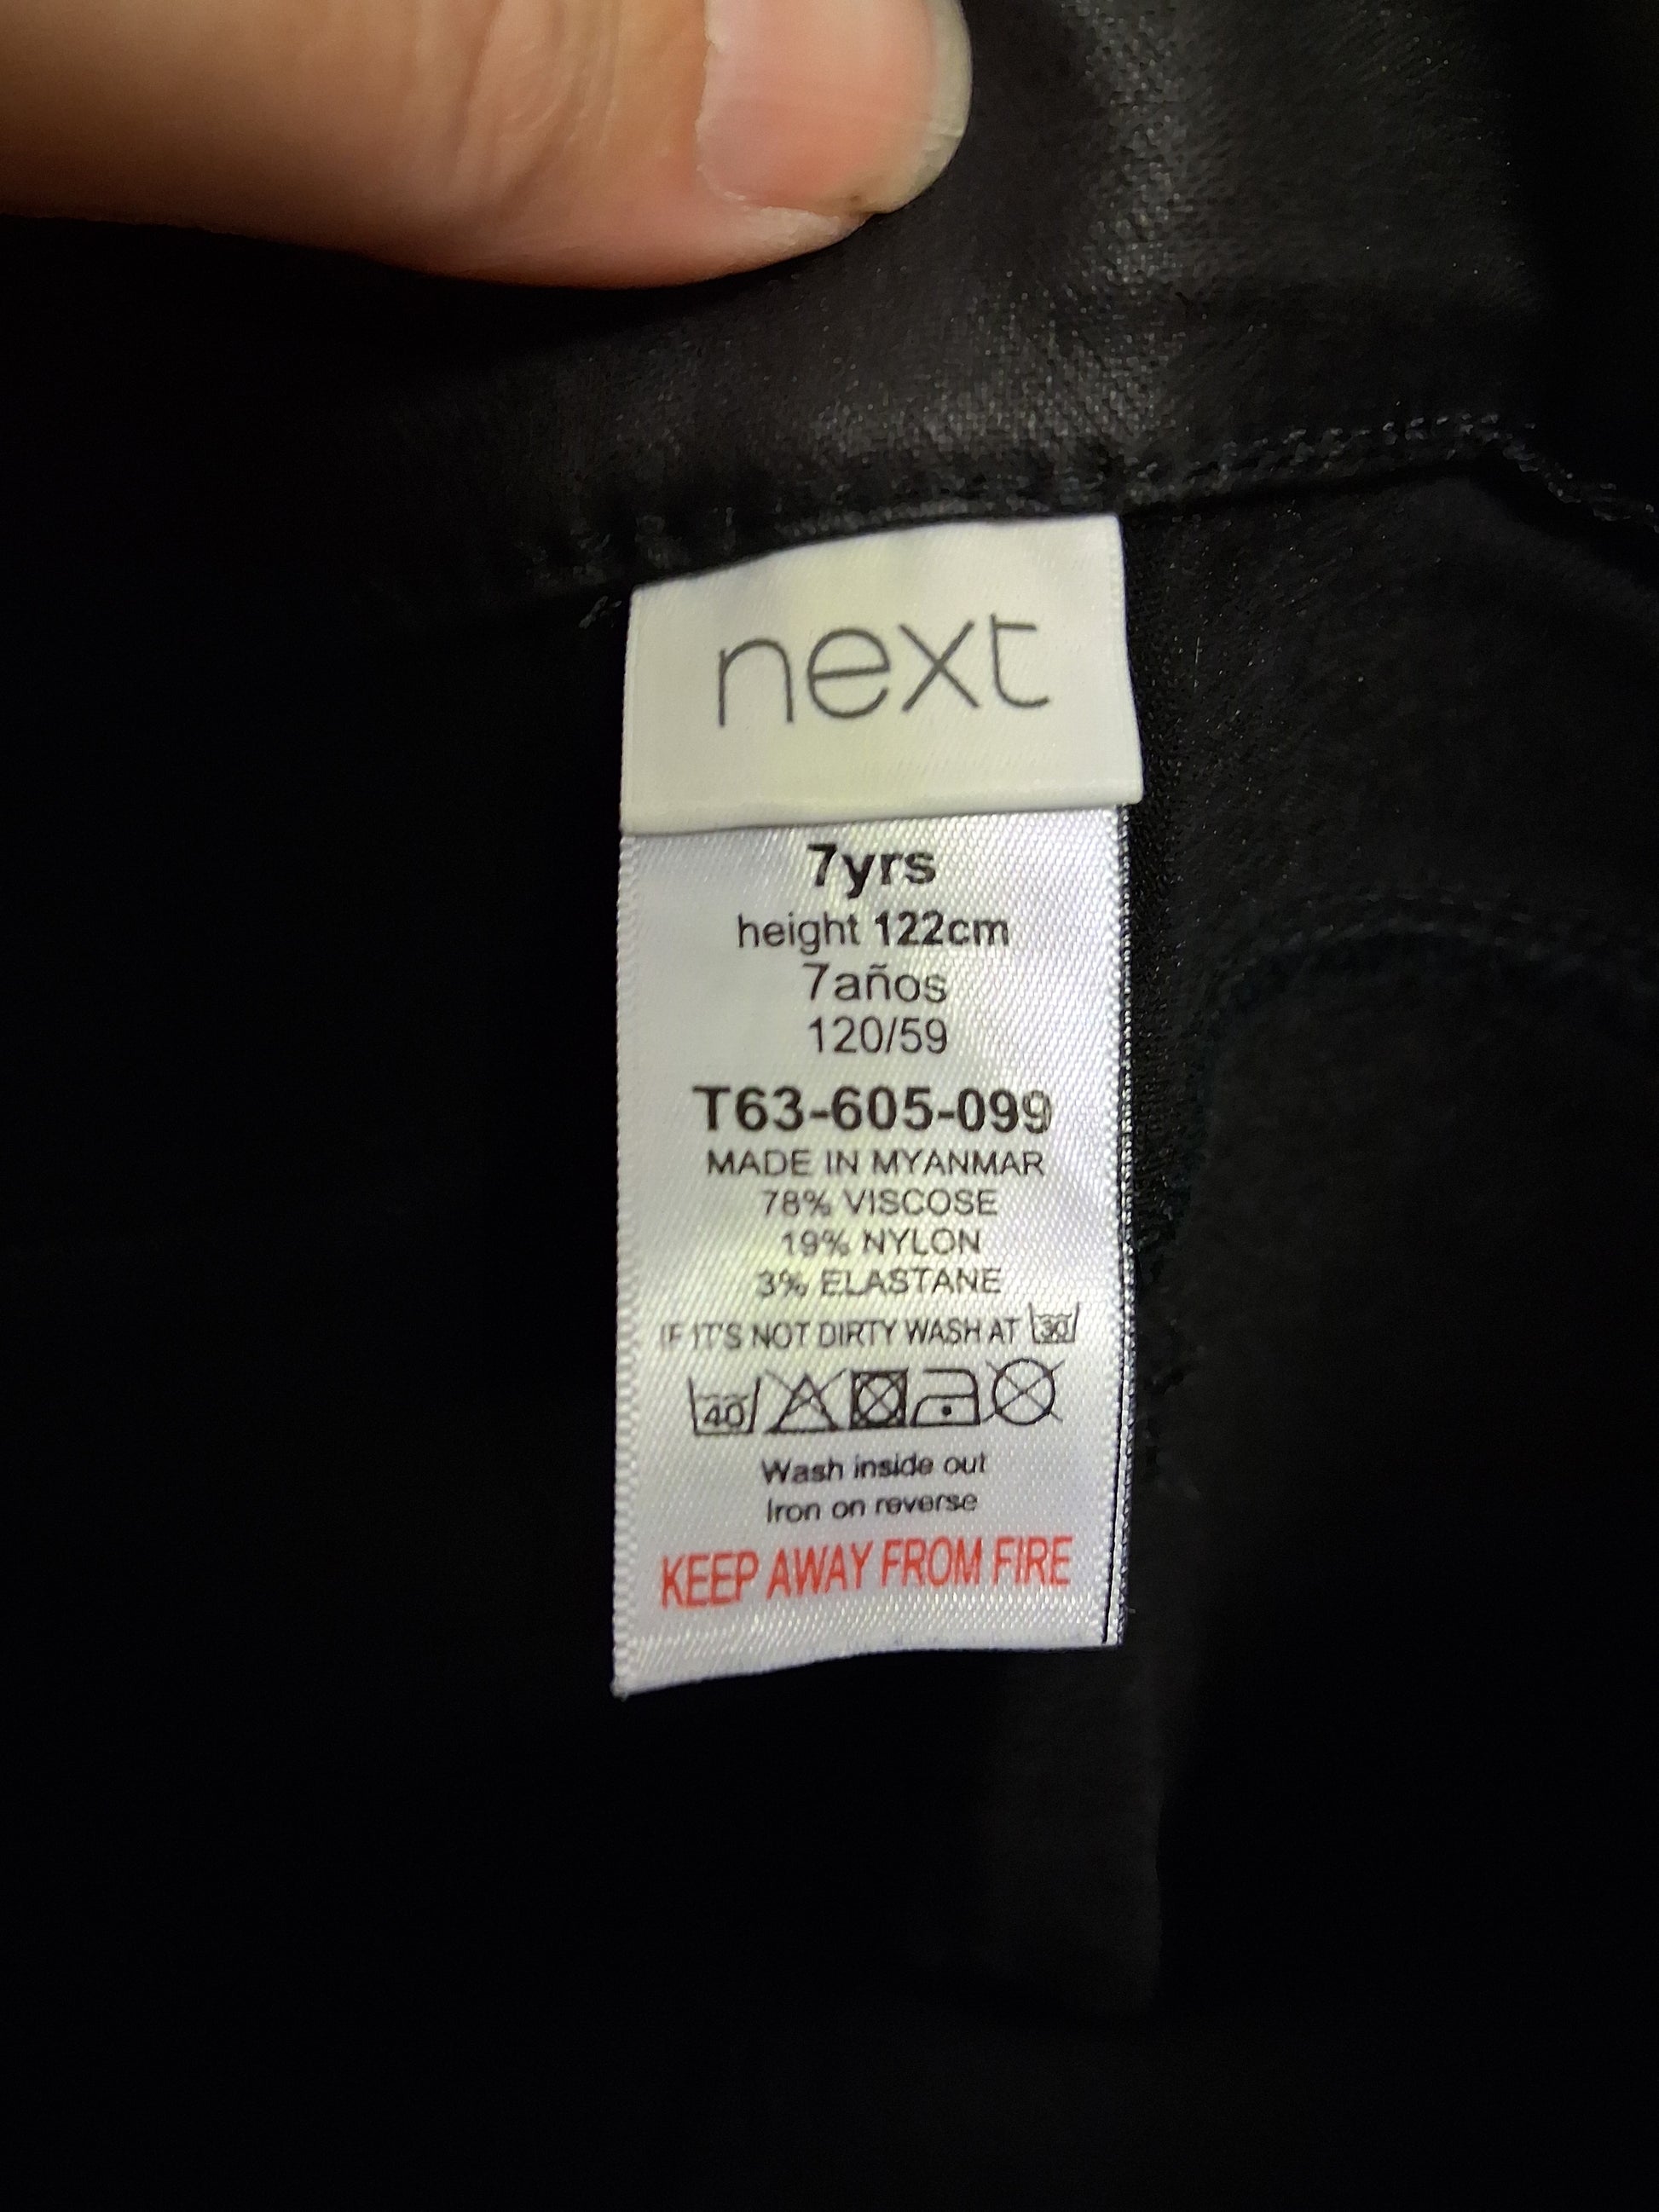 next
7yrs
height 122cm
7años
120/59
T63-605-099
MADE IN MYANMAR
78% VISCOSE
19% NYLON
3% ELASTANE
IF IT'S NOT DIRTY WASH AT 30
40
Wash inside out
Iron on reverse
KEEP AWAY FROM FIRE